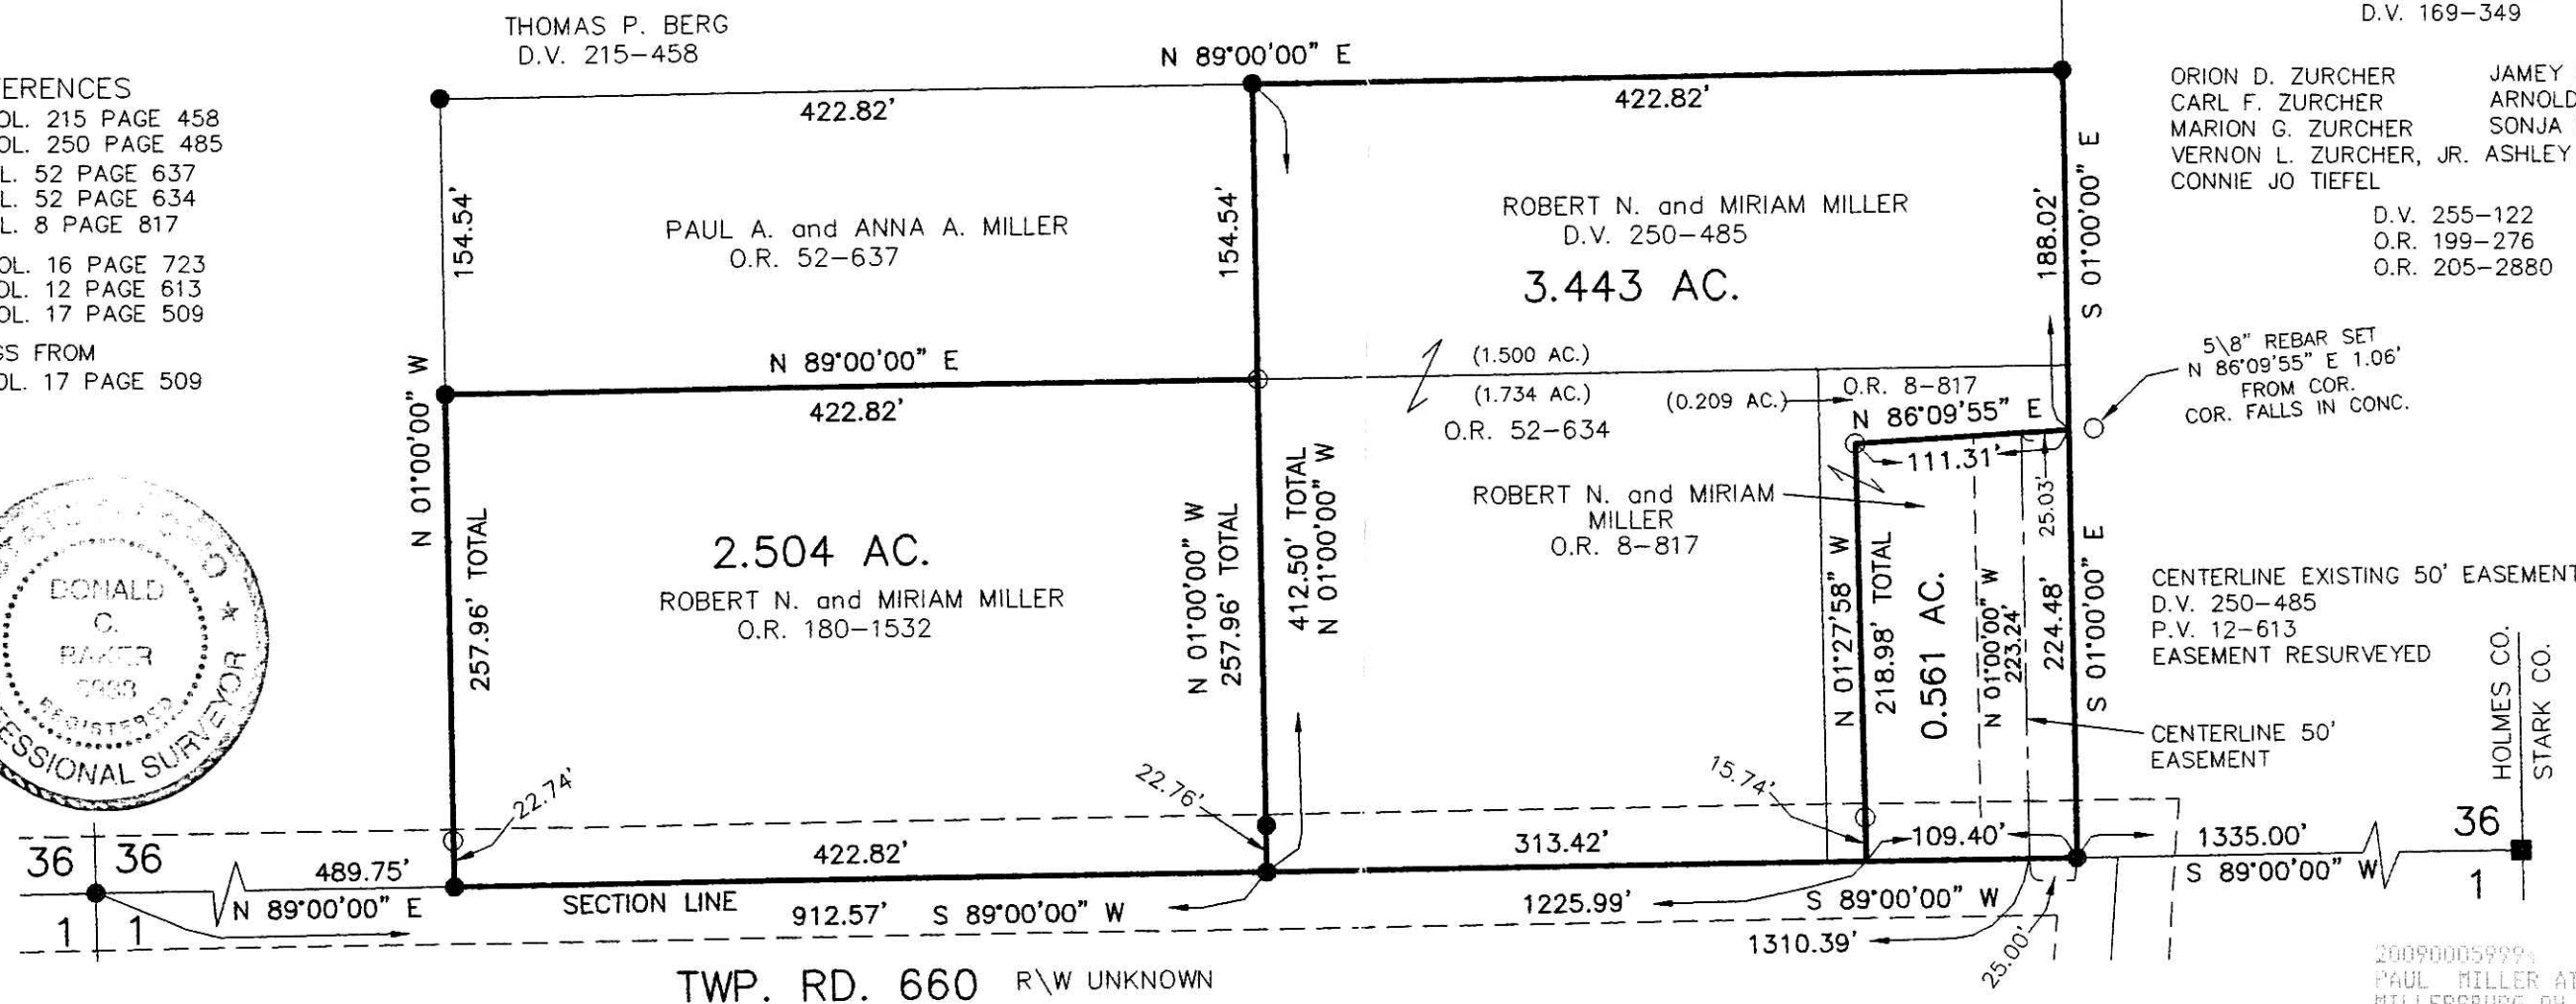 THOMAS P. BERG
D.V. 215-458
N 89°00'00" E
D.V. 169-349
ERENCES
OL. 215 PAGE 458
OL. 250 PAGE 485
L. 52 PAGE 637
L. 52 PAGE 634
L. 8 PAGE 817
OL. 16 PAGE 723
OL. 12 PAGE 613
OL. 17 PAGE 509
GS FROM
OL. 17 PAGE 509
422.82'
422.82'
ORION D. ZURCHER JAMEY
CARL F. ZURCHER ARNOLD
MARION G. ZURCHER SONJA
VERNON L. ZURCHER, JR. ASHLEY
CONNIE JO TIEFEL
D.V. 255-122
O.R. 199-276
O.R. 205-2880
154.54'
PAUL A. and ANNA A. MILLER
O.R. 52-637
154.54'
ROBERT N. and MIRIAM MILLER
D.V. 250-485
3.443 AC.
188.02'
S 01°00'00" E
5\8" REBAR SET
N 86°09'55" E 1.06'
FROM COR.
COR. FALLS IN CONC.
N 89°00'00" E
422.82'
(1.500 AC.)
(1.734 AC.)
O.R. 52-634
(0.209 AC.)
O.R. 8-817
N 86°09'55" E
111.31'
N 01°00'00" W
257.96' TOTAL
2.504 AC.
ROBERT N. and MIRIAM MILLER
O.R. 180-1532
N 01°00'00" W
257.96' TOTAL
412.50' TOTAL
N 01°00'00" W
ROBERT N. and MIRIAM
MILLER
O.R. 8-817
N 01°27'58" W
218.98' TOTAL
0.561 AC.
N 01°00'00" W
223.24'
25.03'
224.48'
S 01°00'00" E
CENTERLINE EXISTING 50' EASEMENT
D.V. 250-485
P.V. 12-613
EASEMENT RESURVEYED
CENTERLINE 50'
EASEMENT
HOLMES CO.
STARK CO.
DONALD
C.
BAKER
REGISTERED
ESSIONAL SURVEYOR
22.74'
22.76'
15.74'
36 36
489.75'
422.82'
313.42'
109.40'
1335.00'
36
N 89°00'00" E
SECTION LINE
912.57' S 89°00'00" W
1225.99'
S 89°00'00" W
S 89°00'00" W
1 1
1
1310.39'
25.00'
TWP. RD. 660 R\W UNKNOWN
PAUL MILLER